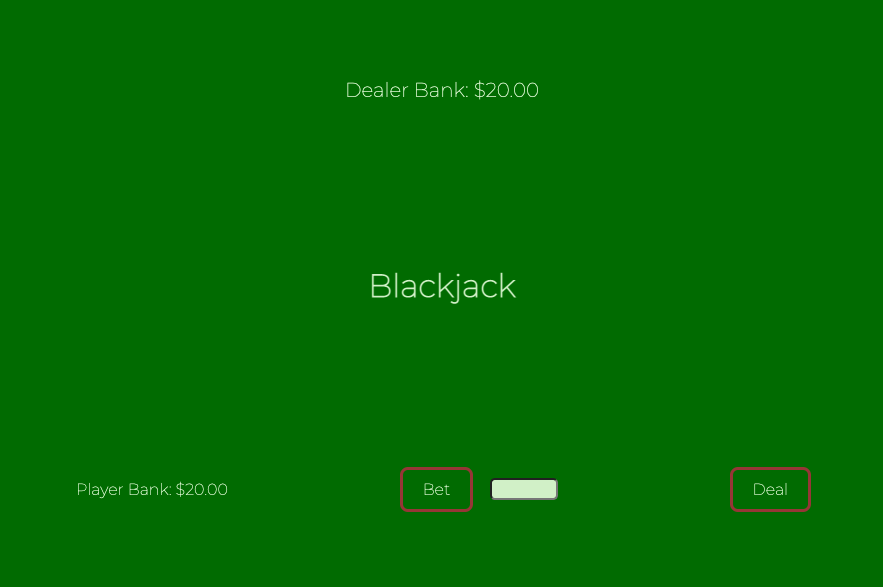 Dealer Bank: $20.00
Blackjack
Player Bank: $20.00
Bet
Deal